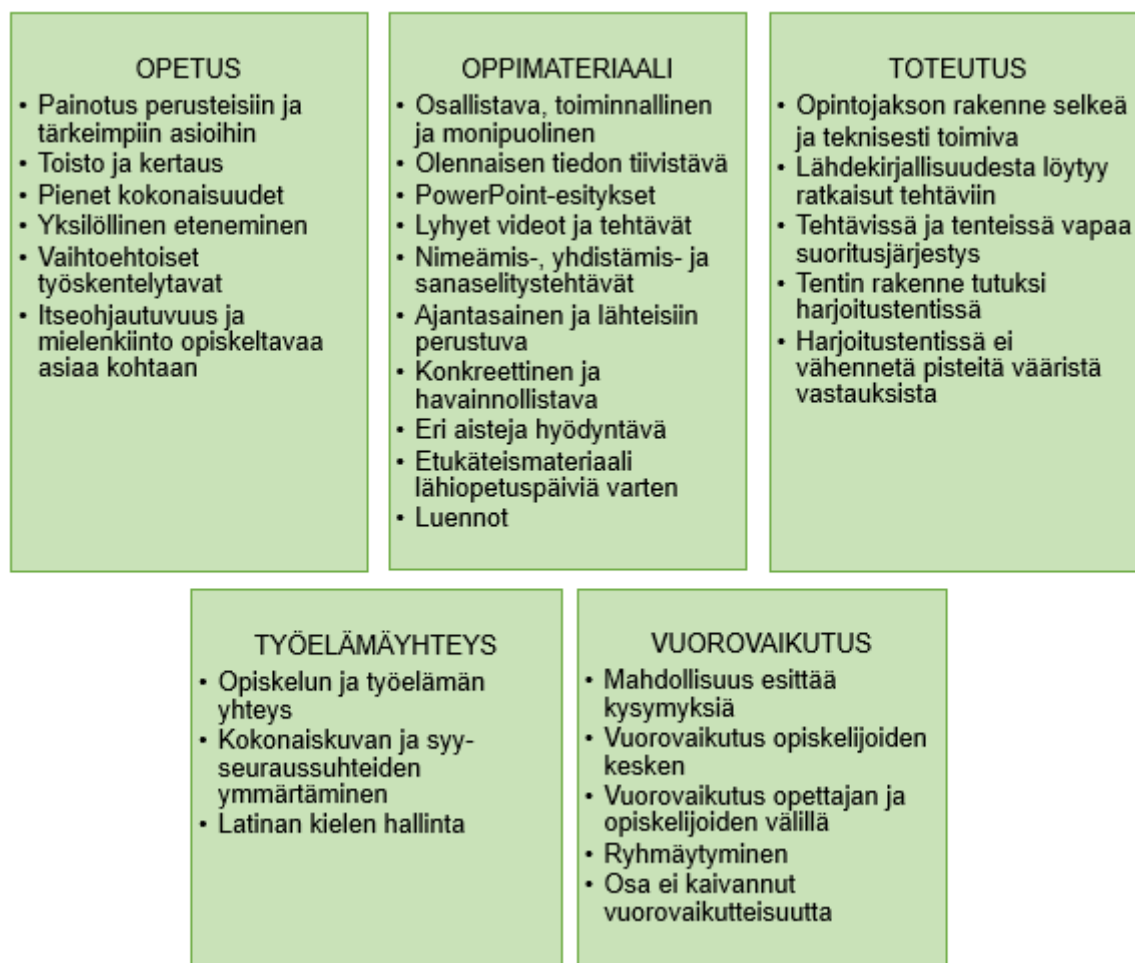 OPETUS
• Painotus perusteisiin ja
tärkeimpiin asioihin
• Toisto ja kertaus
• Pienet kokonaisuudet
• Yksilöllinen eteneminen
• Vaihtoehtoiset
työskentelytavat
• Itseohjautuvuus ja
mielenkiinto opiskeltavaa
asiaa kohtaan
OPPIMATERIAALI
• Osallistava, toiminnallinen
ja monipuolinen
• Olennaisen tiedon tiivistävä
• PowerPoint-esitykset
• Lyhyet videot ja tehtävät
• Nimeämis-, yhdistämis- ja
sanaselitystehtävät
• Ajantasainen ja lähteisiin
perustuva
• Konkreettinen ja
havainnollistava
• Eri aisteja hyödyntävä
• Etukäteismateriaali
lähiopetuspäiviä varten
• Luennot
TOTEUTUS
• Opintojakson rakenne selkeä
ja teknisesti toimiva
• Lähdekirjallisuudesta löytyy
ratkaisut tehtäviin
• Tehtävissä ja tenteissä vapaa
suoritusjärjestys
• Tentin rakenne tutuksi
harjoitustentissä
• Harjoitustentissä ei
vähennetä pisteitä vääristä
vastauksista
TYÖELÄMÄYHTEYS
• Opiskelun ja työelämän
yhteys
• Kokonaiskuvan ja syy-
seuraussuhteiden
ymmärtäminen
• Latinan kielen hallinta
VUOROVAIKUTUS
• Mahdollisuus esittää
kysymyksiä
• Vuorovaikutus opiskelijoiden
kesken
• Vuorovaikutus opettajan ja
opiskelijoiden välillä
• Ryhmäytyminen
• Osa ei kaivannut
vuorovaikutteisuutta